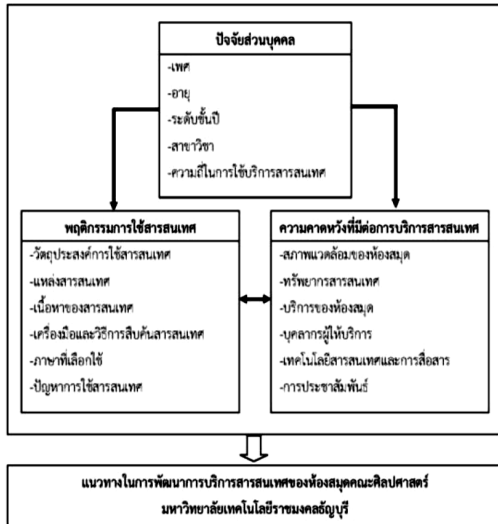 ปัจจัยส่วนบุคคล
-เพศ
-อายุ
-ระดับชั้นปี
-สาขาวิชา
-ความถี่ในการใช้บริการสารสนเทศ
พฤติกรรมการใช้สารสนเทศ
-วัตถุประสงค์การใช้สารสนเทศ
-แหล่งสารสนเทศ
-เนื้อหาของสารสนเทศ
-เครื่องมือและวิธีการสืบค้นสารสนเทศ
-ภาษาที่เลือกใช้
-ปัญหาการใช้สารสนเทศ
ความคาดหวังที่มีต่อการบริการสารสนเทศ
-สภาพแวดล้อมของห้องสมุด
-ทรัพยากรสารสนเทศ
-บริการของห้องสมุด
-บุคลากรผู้ให้บริการ
-เทคโนโลยีสารสนเทศและการสื่อสาร
-การประชาสัมพันธ์
แนวทางในการพัฒนาการบริการสารสนเทศของห้องสมุดคณะศิลปศาสตร์
มหาวิทยาลัยเทคโนโลยีราชมงคลธัญบุรี